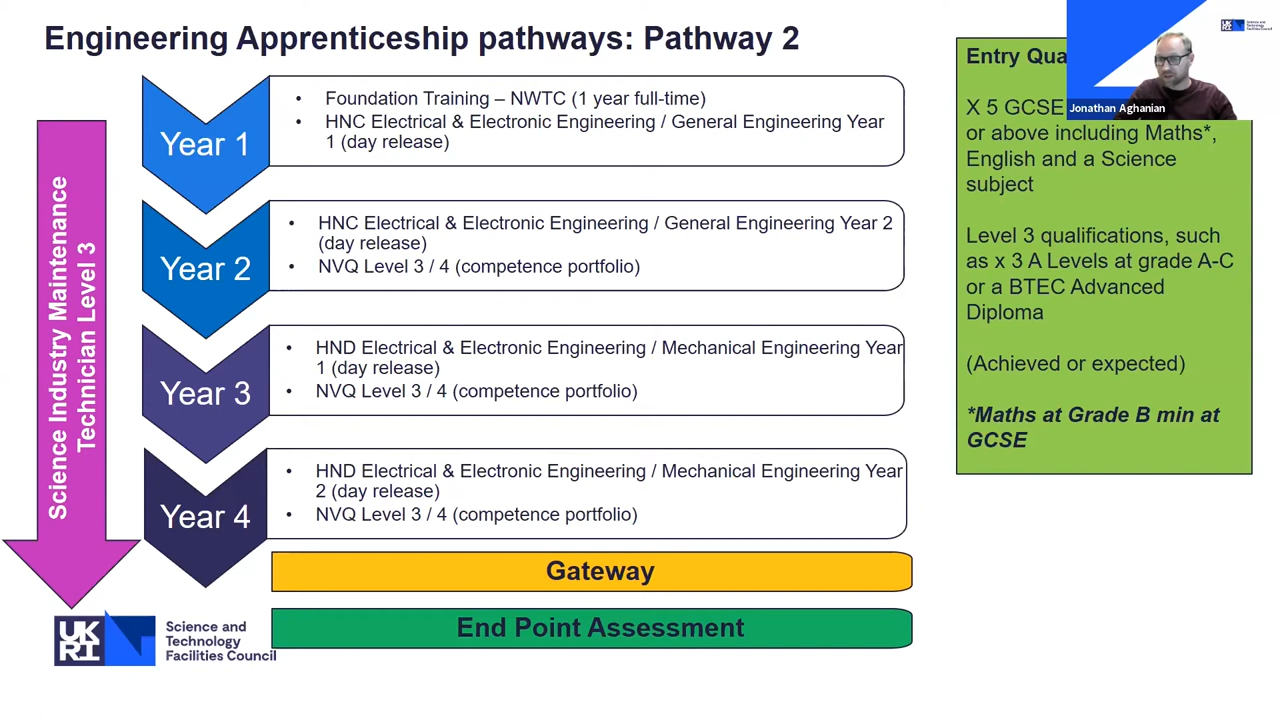 Engineering Apprenticeship pathways: Pathway 2
Science Industry Maintenance
Technician Level 3
Year 1
• Foundation Training – NWTC (1 year full-time)
• HNC Electrical & Electronic Engineering / General Engineering Year
1 (day release)
Year 2
• HNC Electrical & Electronic Engineering / General Engineering Year 2
(day release)
• NVQ Level 3 / 4 (competence portfolio)
Year 3
• HND Electrical & Electronic Engineering / Mechanical Engineering Year
1 (day release)
• NVQ Level 3 / 4 (competence portfolio)
Year 4
• HND Electrical & Electronic Engineering / Mechanical Engineering Year
2 (day release)
• NVQ Level 3 / 4 (competence portfolio)
Gateway
End Point Assessment
UKRI
Science and
Technology
Facilities Council
Entry
X 5 GCSE
or above including Maths*,
English and a Science
subject
Level 3 qualifications, such
as x 3 A Levels at grade A-C
or a BTEC Advanced
Diploma
(Achieved or expected)
*Maths at Grade B min at
GCSE
Jonathan Aghanian
UKRI
Science and
Technology
Facilities Council